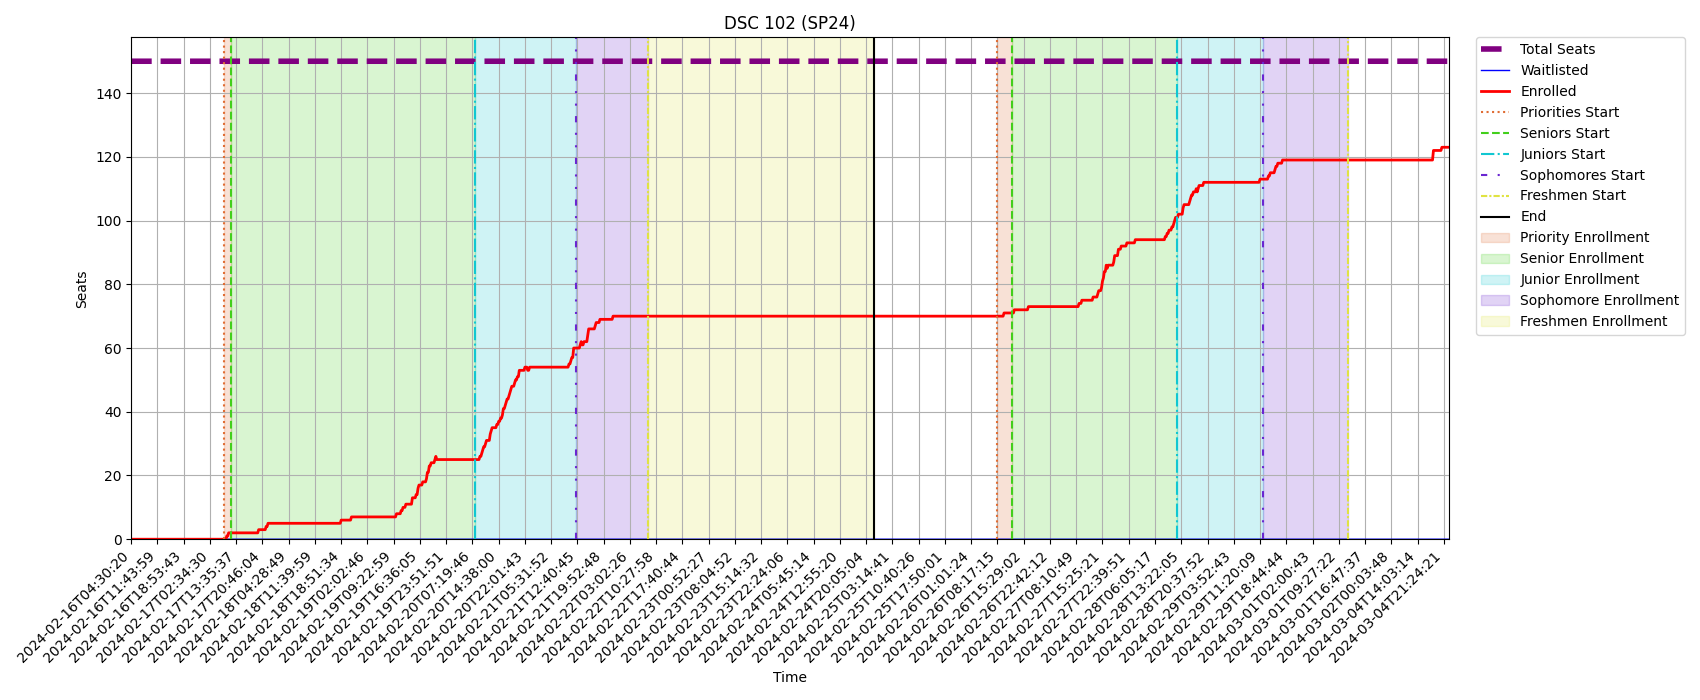 DSC 102 (SP24)
Seats
0
20
40
60
80
100
120
140
2024-02-16T04:30:20
2024-02-16T11:43:59
2024-02-16T18:53:43
2024-02-17T02:34:30
2024-02-17T13:35:37
2024-02-17T20:46:04
2024-02-18T04:28:49
2024-02-18T11:39:59
2024-02-18T18:51:34
2024-02-19T02:02:46
2024-02-19T09:22:59
2024-02-19T16:36:05
2024-02-19T23:51:51
2024-02-20T07:19:46
2024-02-20T14:38:00
2024-02-20T22:01:43
2024-02-21T05:31:52
2024-02-21T12:40:45
2024-02-21T19:52:48
2024-02-22T03:02:26
2024-02-22T10:27:58
2024-02-22T17:40:44
2024-02-23T00:52:27
2024-02-23T08:04:52
2024-02-23T15:14:32
2024-02-23T22:24:06
2024-02-24T05:45:14
2024-02-24T12:55:20
2024-02-24T20:05:04
2024-02-25T03:14:41
2024-02-25T10:40:26
2024-02-25T17:50:01
2024-02-26T01:01:24
2024-02-26T08:17:15
2024-02-26T15:29:02
2024-02-26T22:42:12
2024-02-27T08:10:49
2024-02-27T15:25:21
2024-02-27T22:39:51
2024-02-28T06:05:17
2024-02-28T13:22:05
2024-02-28T20:37:52
2024-02-29T03:52:43
2024-02-29T11:20:09
2024-02-29T18:44:44
2024-03-01T02:00:43
2024-03-01T09:27:22
2024-03-01T16:47:37
2024-03-02T00:03:48
2024-03-04T14:03:14
2024-03-04T21:24:21
Time
Total Seats
Waitlisted
Enrolled
Priorities Start
Seniors Start
Juniors Start
Sophomores Start
Freshmen Start
End
Priority Enrollment
Senior Enrollment
Junior Enrollment
Sophomore Enrollment
Freshmen Enrollment